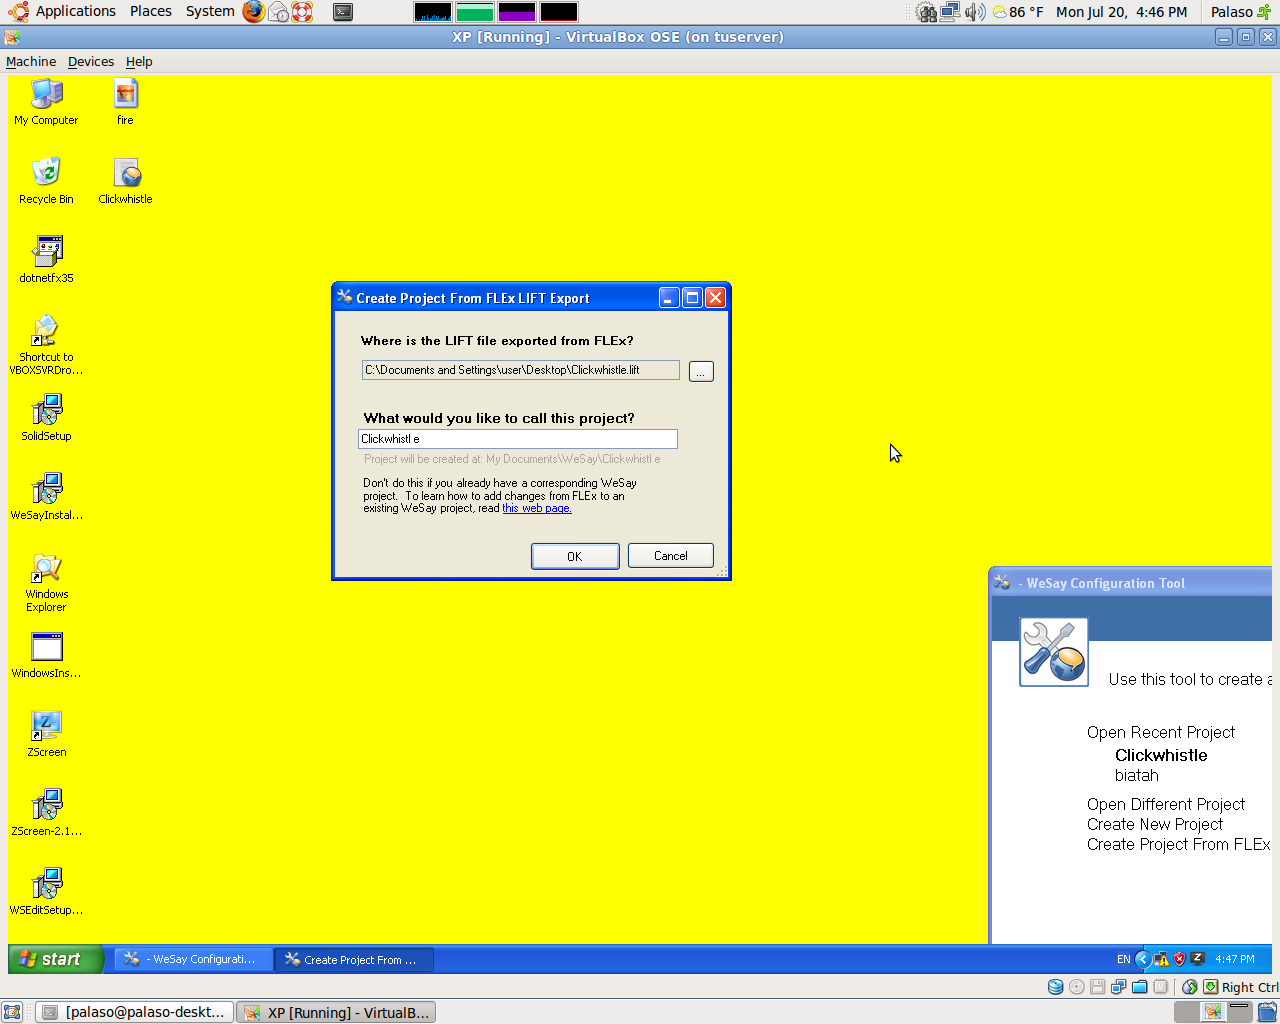 Applications Places System
86 °F Mon Jul 20, 4:46 PM Palaso
XP [Running] - VirtualBox OSE (on tuserver)
Machine Devices Help
My Computer
fire
Recycle Bin
Clickwhistle
dotnetfx35
Shortcut to
VBOXSVRDro...
SolidSetup
WeSayInstal...
Windows
Explorer
WindowsIns...
ZScreen
ZScreen-2.1...
WSEditSetup...
Create Project From FLEx LIFT Export
Where is the LIFT file exported from FLEx?
C:\Documents and Settings\user\Desktop\Clickwhistle.lift
...
What would you like to call this project?
Clickwhistl e
Project will be created at: My Documents\WeSay\Clickwhistl e
Don't do this if you already have a corresponding WeSay
project. To learn how to add changes from FLEx to an
existing WeSay project, read this web page.
OK Cancel
- WeSay Configuration Tool
Use this tool to create a
Open Recent Project
Clickwhistle
biatah
Open Different Project
Create New Project
Create Project From FLEx
start - WeSay Configurati... Create Project From ... EN Z 4:47 PM
Right Ctrl
[palaso@palaso-deskt... XP [Running] - VirtualB...